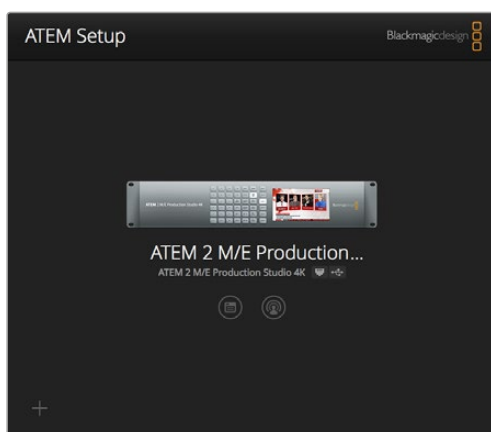 ATEM Setup
Blackmagicdesign
ATEM 2 M/E Production...
ATEM 2 M/E Production Studio 4K